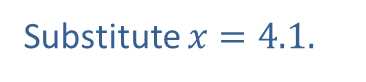 Substitute 𝑥 = 4.1.